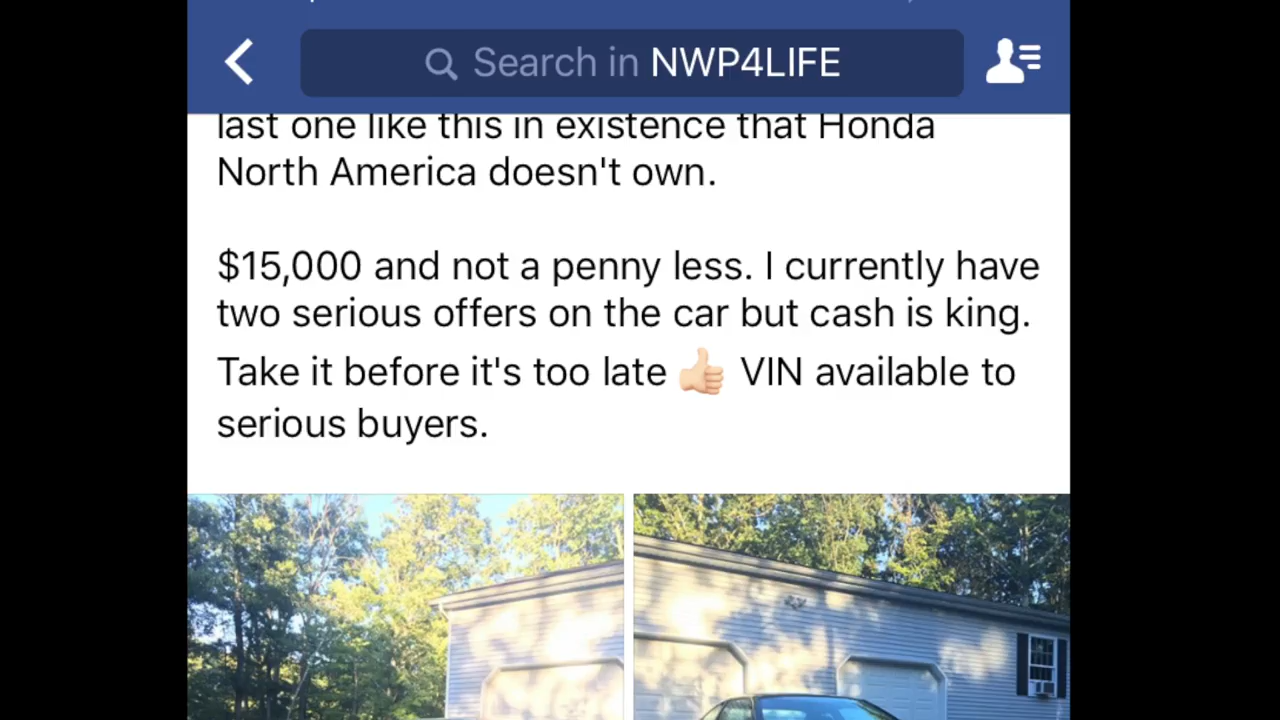 Search in NWP4LIFE
last one like this in existence that Honda
North America doesn't own.
$15,000 and not a penny less. I currently have
two serious offers on the car but cash is king.
Take it before it's too late 👍🏻 VIN available to
serious buyers.